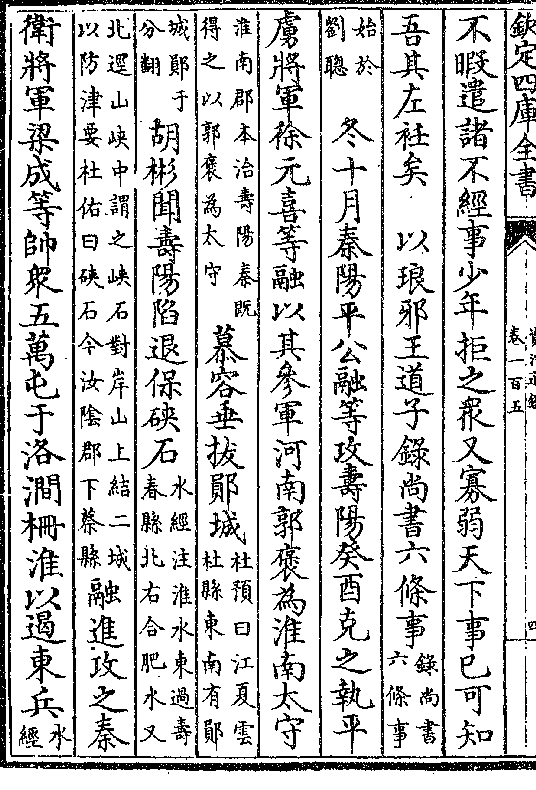 欽定四庫全書
資治通鑑
卷一百五
四
不暇遣諸不經事少年拒之衆又寡弱天下事已可知
吾其左衽矣　以琅邪王道子錄尚書六條事錄尚書六條事
始於劉聰　冬十月秦陽平公融等攻壽陽癸酉克之執平
虜將軍徐元喜等融以其參軍河南郭褒為淮南太守
淮南郡本治壽陽秦既得之以郭褒為太守　慕容垂拔鄖城杜預曰江夏雲杜縣東南有鄖
城鄖于分翻　胡彬聞壽陽陷退保硤石水經注淮水東過壽春縣北右合肥水又
北逕山峽中謂之峽石對岸山上結二城以防津要杜佑曰硤石今汝陰郡下蔡縣　融進攻之秦
衛將軍梁成等帥衆五萬屯于洛澗柵淮以遏東兵水經